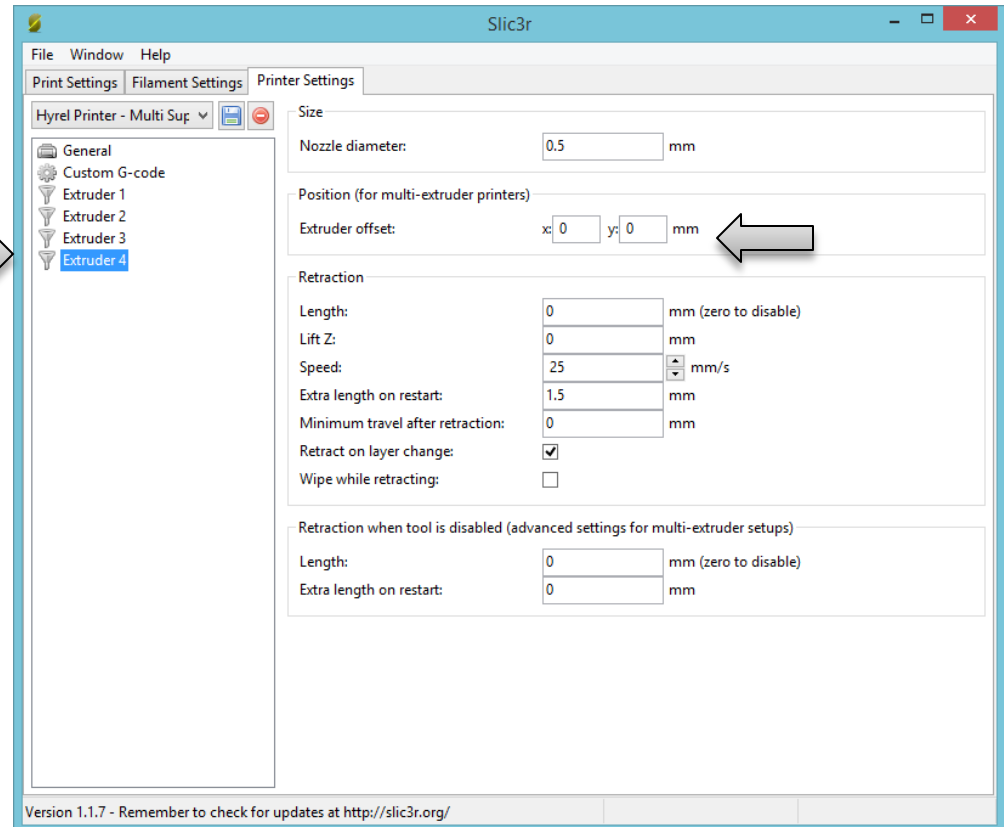 Slic3r
File Window Help
Print Settings Filament Settings Printer Settings
Hyrel Printer - Multi Sup
General
Custom G-code
Extruder 1
Extruder 2
Extruder 3
Extruder 4
Size
Nozzle diameter: 0.5 mm
Position (for multi-extruder printers)
Extruder offset: x: 0 y: 0 mm
Retraction
Length: 0 mm (zero to disable)
Lift Z: 0 mm
Speed: 25 mm/s
Extra length on restart: 1.5 mm
Minimum travel after retraction: 0 mm
Retract on layer change:
Wipe while retracting:
Retraction when tool is disabled (advanced settings for multi-extruder setups)
Length: 0 mm (zero to disable)
Extra length on restart: 0 mm
Version 1.1.7 - Remember to check for updates at http://slic3r.org/